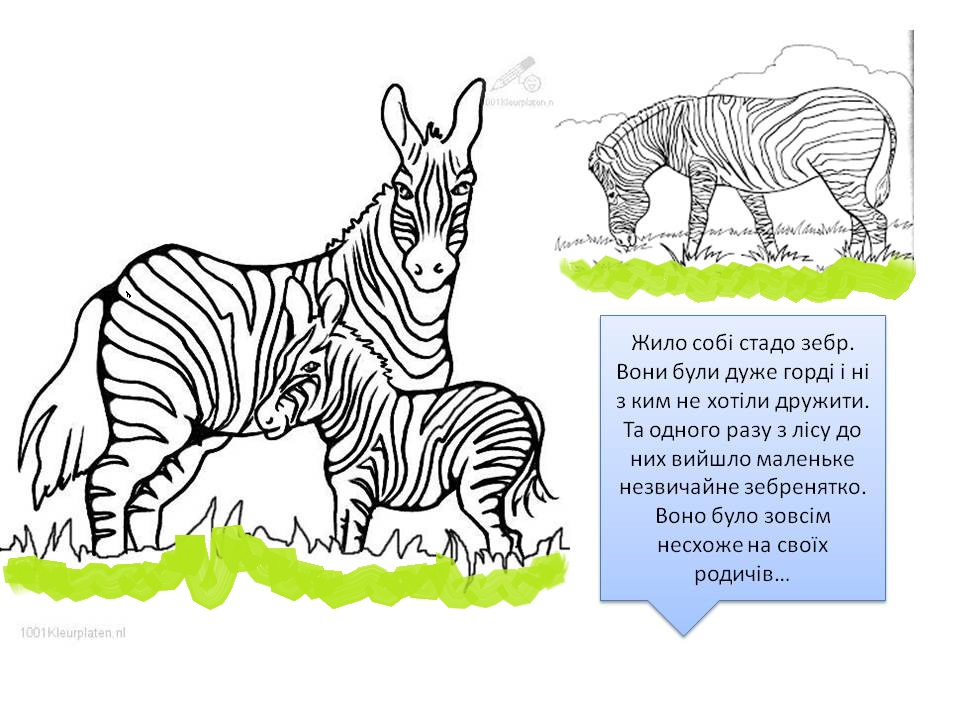 1001Kleurplaten.n
Жило собі стадо зебр.
Вони були дуже горді і ні
з ким не хотіли дружити.
Та одного разу з лісу до
них вийшло маленьке
незвичайне зебренятко.
Воно було зовсім
несхоже на своїх
родичів…
1001Kleurplaten.nl